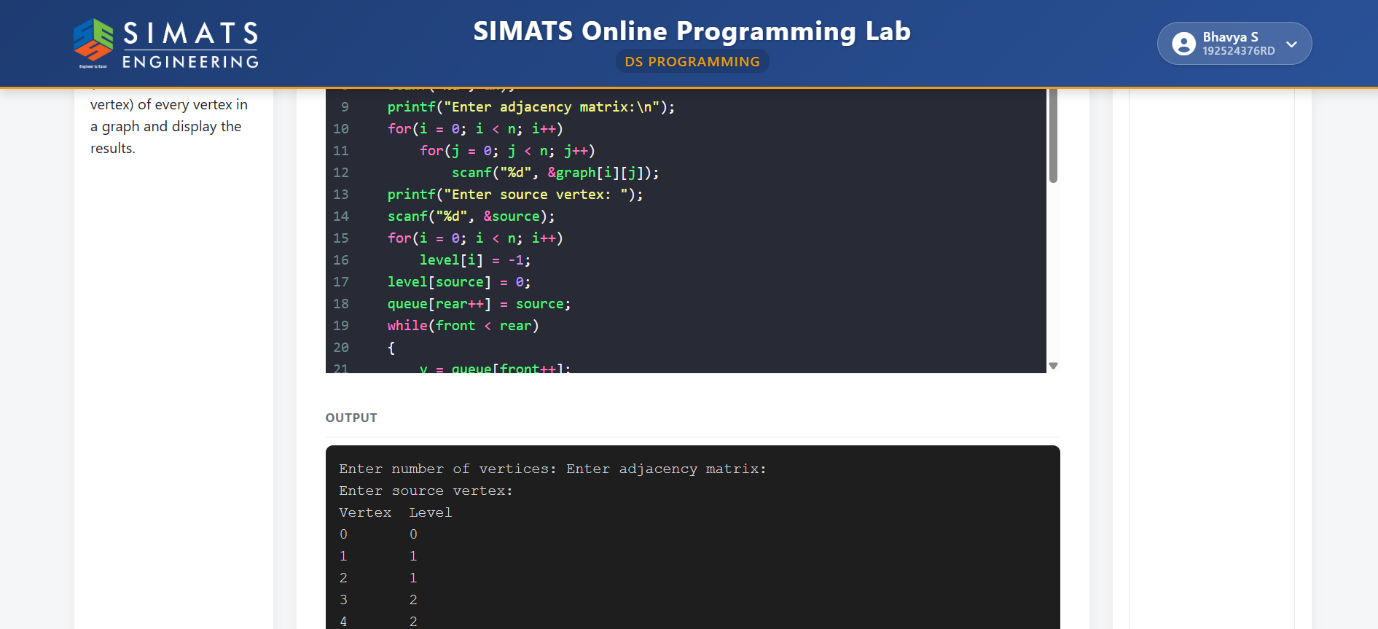 SIMATS
ENGINEERING
Engineer to Excel
SIMATS Online Programming Lab
DS PROGRAMMING
Bhavya S
192524376RD
vertex) of every vertex in
a graph and display the
results.
9 printf("Enter adjacency matrix:\n");
10 for(i = 0; i < n; i++)
11 for(j = 0; j < n; j++)
12 scanf("%d", &graph[i][j]);
13 printf("Enter source vertex: ");
14 scanf("%d", &source);
15 for(i = 0; i < n; i++)
16 level[i] = -1;
17 level[source] = 0;
18 queue[rear++] = source;
19 while(front < rear)
20 {
21 v = queue[front++];
OUTPUT
Enter number of vertices: Enter adjacency matrix:
Enter source vertex:
Vertex Level
0 0
1 1
2 1
3 2
4 2